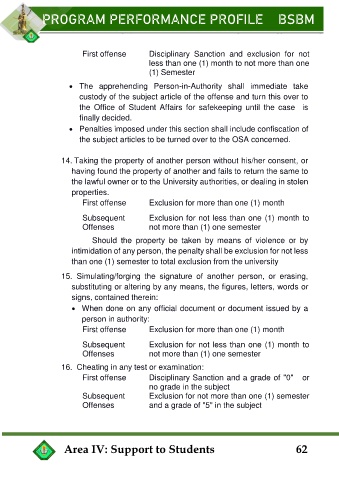 PROGRAM PERFORMANCE PROFILE BSBM
First offense Disciplinary Sanction and exclusion for not
less than one (1) month to not more than one
(1) Semester
• The apprehending Person-in-Authority shall immediate take
custody of the subject article of the offense and turn this over to
the Office of Student Affairs for safekeeping until the case is
finally decided.
• Penalties imposed under this section shall include confiscation of
the subject articles to be turned over to the OSA concerned.
14. Taking the property of another person without his/her consent, or
having found the property of another and fails to return the same to
the lawful owner or to the University authorities, or dealing in stolen
properties.
First offense Exclusion for more than one (1) month
Subsequent Exclusion for not less than one (1) month to
Offenses not more than (1) one semester
Should the property be taken by means of violence or by
intimidation of any person, the penalty shall be exclusion for not less
than one (1) semester to total exclusion from the university
15. Simulating/forging the signature of another person, or erasing,
substituting or altering by any means, the figures, letters, words or
signs, contained therein:
• When done on any official document or document issued by a
person in authority:
First offense Exclusion for more than one (1) month
Subsequent Exclusion for not less than one (1) month to
Offenses not more than (1) one semester
16. Cheating in any test or examination:
First offense Disciplinary Sanction and a grade of "0" or
no grade in the subject
Subsequent Exclusion for not more than one (1) semester
Offenses and a grade of "5" in the subject
Area IV: Support to Students 62